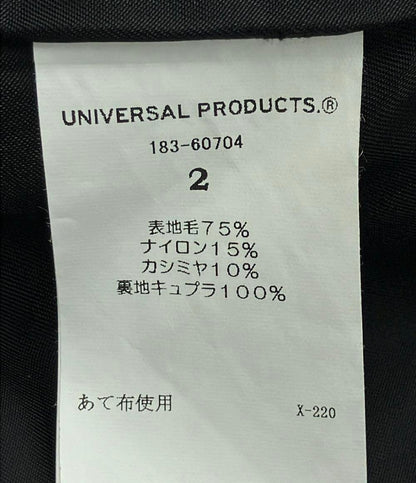 UNIVERSAL PRODUCTS.®
183-60704
2
表地毛75%
ナイロン15%
カシミヤ10%
裏地キュプラ100%
あて布使用
X-220